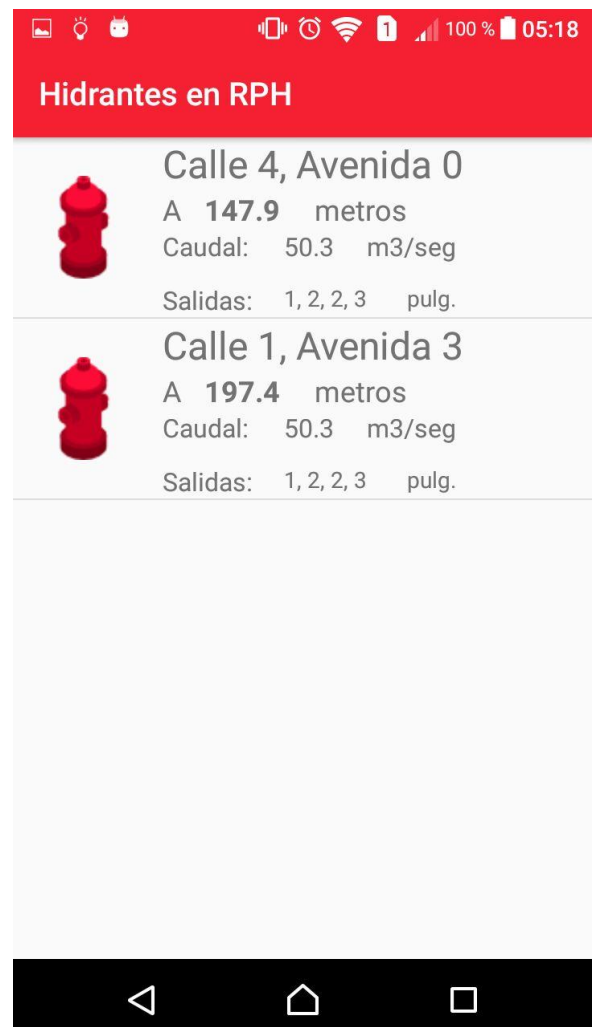 1 100 % 05:18
Hidrantes en RPH
Calle 4, Avenida 0
A 147.9 metros
Caudal: 50.3 m3/seg
Salidas: 1, 2, 2, 3 pulg.
Calle 1, Avenida 3
A 197.4 metros
Caudal: 50.3 m3/seg
Salidas: 1, 2, 2, 3 pulg.